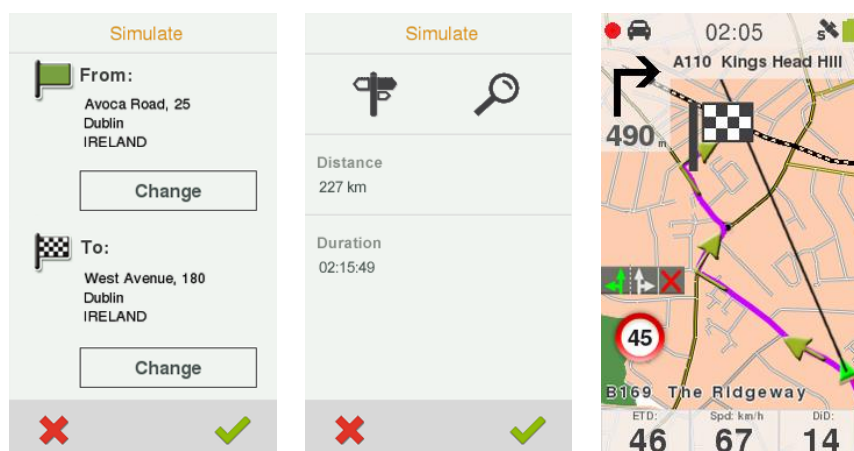 Simulate
From:
Avoca Road, 25
Dublin
IRELAND
Change
To:
West Avenue, 180
Dublin
IRELAND
Change
Simulate
Distance
227 km
Duration
02:15:49
02:05
S
A110 Kings Head Hill
490 m
45
B169 The Ridgeway
ETD: Spd: km/h DiD:
46 67 14